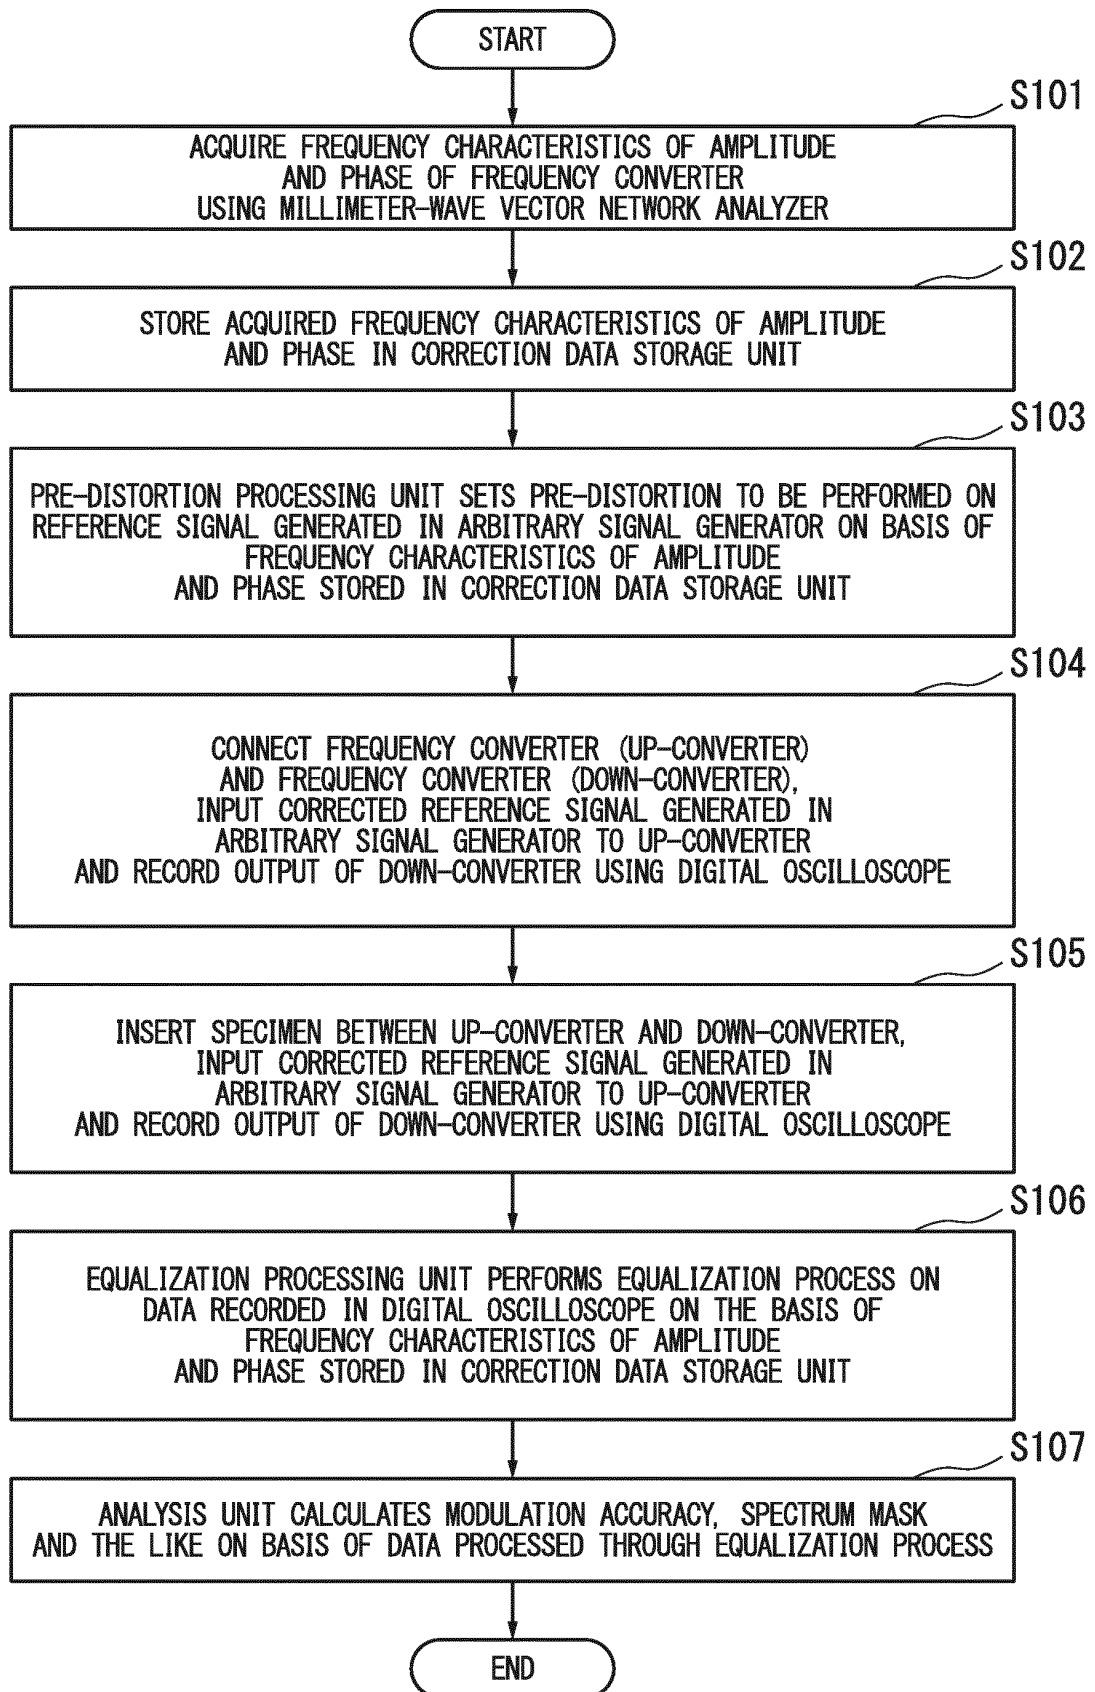 START
S101
ACQUIRE FREQUENCY CHARACTERISTICS OF AMPLITUDE
AND PHASE OF FREQUENCY CONVERTER
USING MILLIMETER-WAVE VECTOR NETWORK ANALYZER
S102
STORE ACQUIRED FREQUENCY CHARACTERISTICS OF AMPLITUDE
AND PHASE IN CORRECTION DATA STORAGE UNIT
S103
PRE-DISTORTION PROCESSING UNIT SETS PRE-DISTORTION TO BE PERFORMED ON
REFERENCE SIGNAL GENERATED IN ARBITRARY SIGNAL GENERATOR ON BASIS OF
FREQUENCY CHARACTERISTICS OF AMPLITUDE
AND PHASE STORED IN CORRECTION DATA STORAGE UNIT
S104
CONNECT FREQUENCY CONVERTER (UP-CONVERTER)
AND FREQUENCY CONVERTER (DOWN-CONVERTER),
INPUT CORRECTED REFERENCE SIGNAL GENERATED IN
ARBITRARY SIGNAL GENERATOR TO UP-CONVERTER
AND RECORD OUTPUT OF DOWN-CONVERTER USING DIGITAL OSCILLOSCOPE
S105
INSERT SPECIMEN BETWEEN UP-CONVERTER AND DOWN-CONVERTER,
INPUT CORRECTED REFERENCE SIGNAL GENERATED IN
ARBITRARY SIGNAL GENERATOR TO UP-CONVERTER
AND RECORD OUTPUT OF DOWN-CONVERTER USING DIGITAL OSCILLOSCOPE
S106
EQUALIZATION PROCESSING UNIT PERFORMS EQUALIZATION PROCESS ON
DATA RECORDED IN DIGITAL OSCILLOSCOPE ON THE BASIS OF
FREQUENCY CHARACTERISTICS OF AMPLITUDE
AND PHASE STORED IN CORRECTION DATA STORAGE UNIT
S107
ANALYSIS UNIT CALCULATES MODULATION ACCURACY, SPECTRUM MASK
AND THE LIKE ON BASIS OF DATA PROCESSED THROUGH EQUALIZATION PROCESS
END